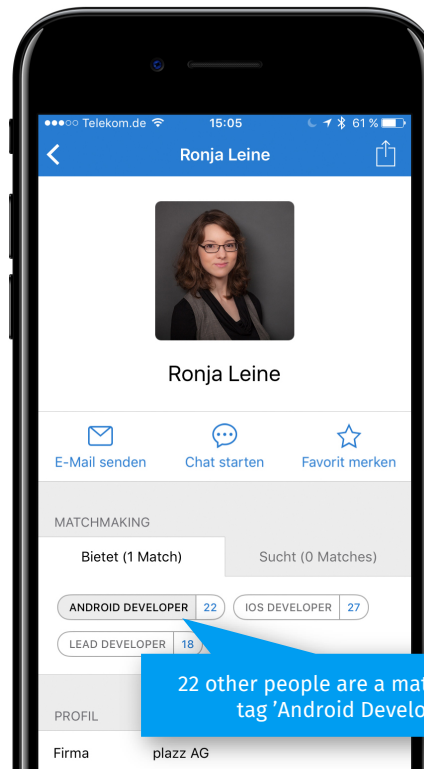 ●●●○○ Telekom.de 15:05 61 %
Ronja Leine
Ronja Leine
E-Mail senden Chat starten Favorit merken
MATCHMAKING
Bietet (1 Match) Sucht (0 Matches)
ANDROID DEVELOPER 22 IOS DEVELOPER 27
LEAD DEVELOPER 18
22 other people are a
tag 'Android
PROFIL
Firma plazz AG